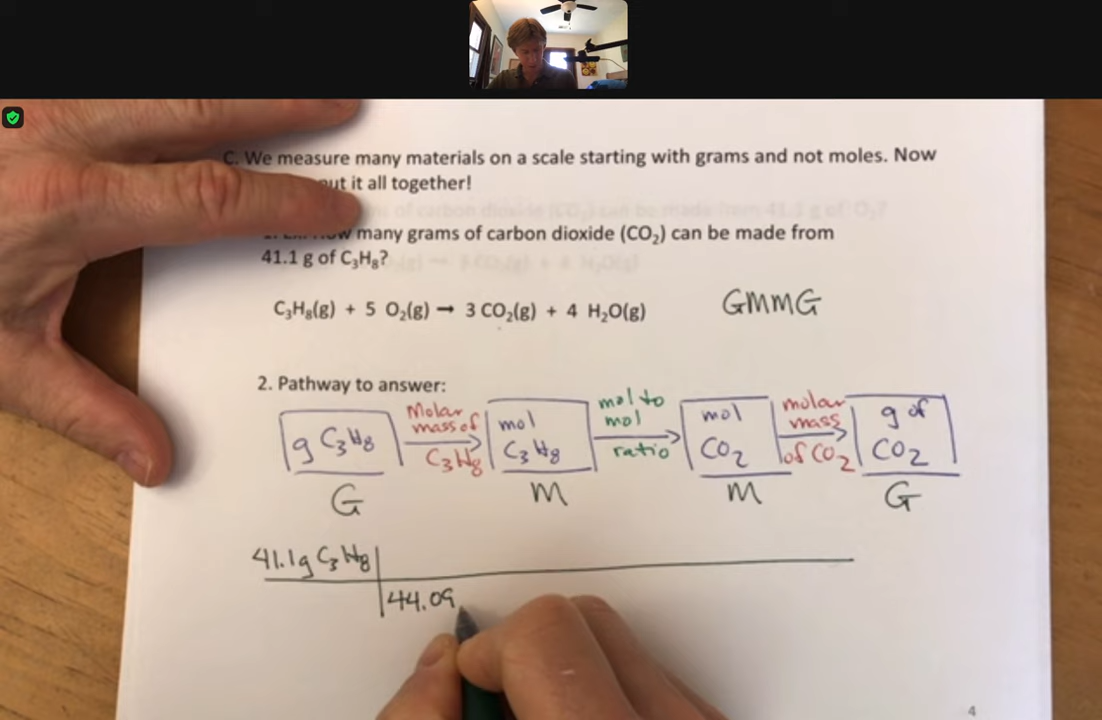 C. We measure many materials on a scale starting with grams and not moles. Now
it all together!
many grams of carbon dioxide (CO₂) can be made from
41.1 g of C₃H₈?
C₃H₈(g) + 5 O₂(g) → 3 CO₂(g) + 4 H₂O(g)
GMMG
2. Pathway to answer:
g C₃H₈
Molar mass of C₃H₈
mol C₃H₈
mol to mol ratio
mol CO₂
molar mass of CO₂
g of CO₂
G
M
M
G
41.1g C₃H₈
44.09
4